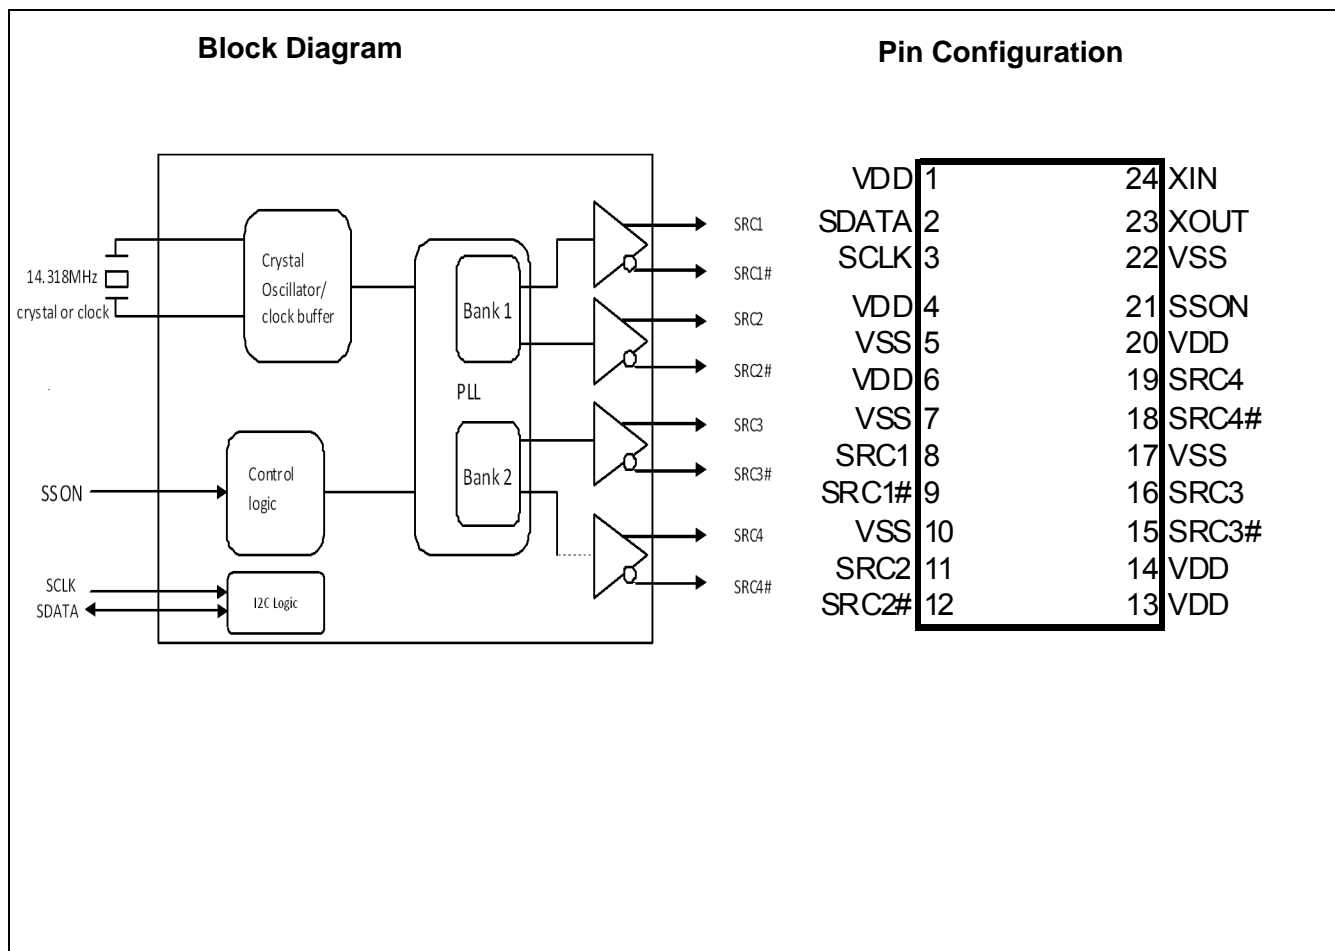 Block Diagram
14.318MHz
crystal or clock
Crystal
Oscillator/
clock buffer
SSON
Control
logic
SCLK
SDATA
I2C Logic
Bank 1
PLL
Bank 2
SRC1
SRC1#
SRC2
SRC2#
SRC3
SRC3#
SRC4
SRC4#
Pin Configuration
VDD 1 24 XIN
SDATA 2 23 XOUT
SCLK 3 22 VSS
VDD 4 21 SSON
VSS 5 20 VDD
VDD 6 19 SRC4
VSS 7 18 SRC4#
SRC1 8 17 VSS
SRC1# 9 16 SRC3
VSS 10 15 SRC3#
SRC2 11 14 VDD
SRC2# 12 13 VDD